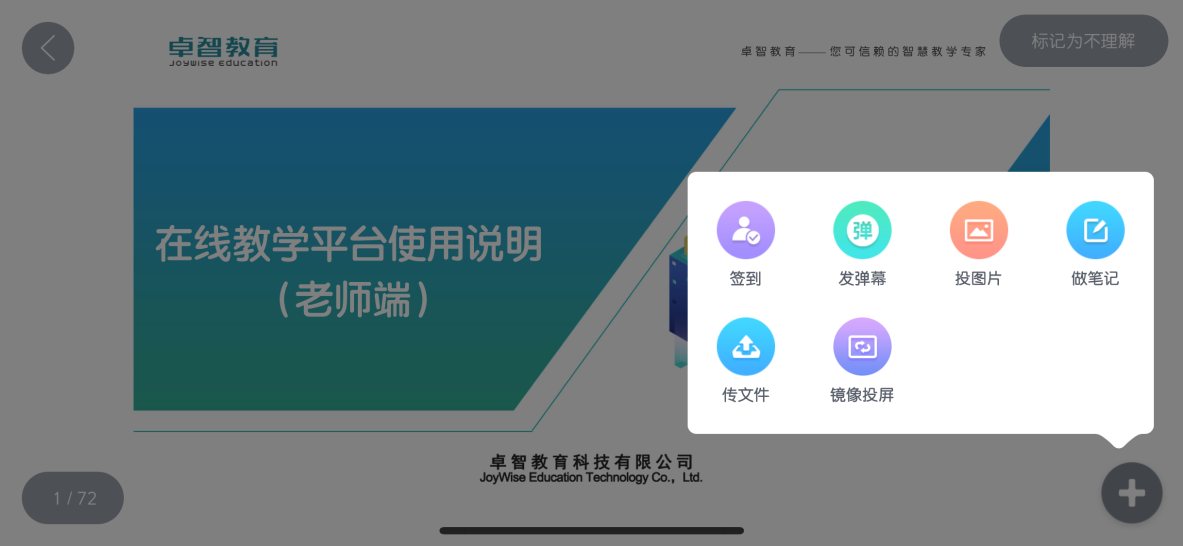 卓智教育
Joywise Education
卓智教育——您可信赖的智慧教学专家
标记为不理解
在线教学平台使用说明
（老师端）
签到
弹
发弹幕
投图片
做笔记
传文件
镜像投屏
卓智教育科技有限公司
JoyWise Education Technology Co., Ltd.
1 / 72